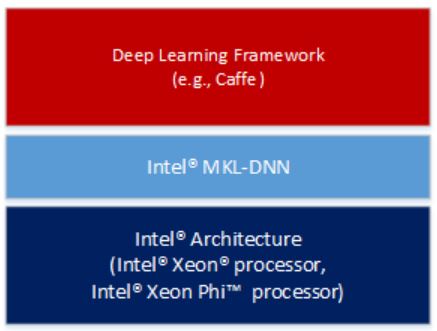 Deep Learning Framework
(e.g., Caffe)
Intel® MKL-DNN
Intel® Architecture
(Intel® Xeon® processor,
Intel® Xeon Phi™ processor)